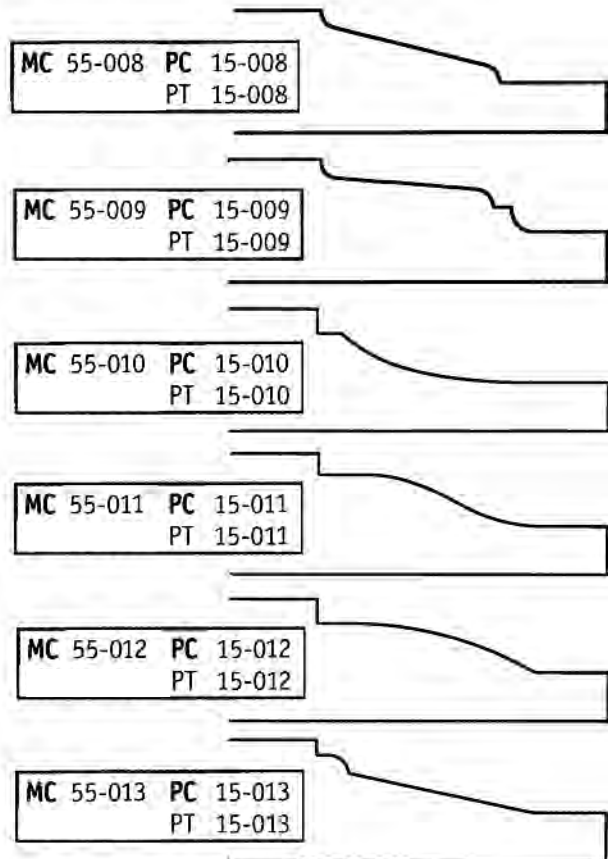 MC 55-008 PC 15-008
PT 15-008
MC 55-009 PC 15-009
PT 15-009
MC 55-010 PC 15-010
PT 15-010
MC 55-011 PC 15-011
PT 15-011
MC 55-012 PC 15-012
PT 15-012
MC 55-013 PC 15-013
PT 15-013